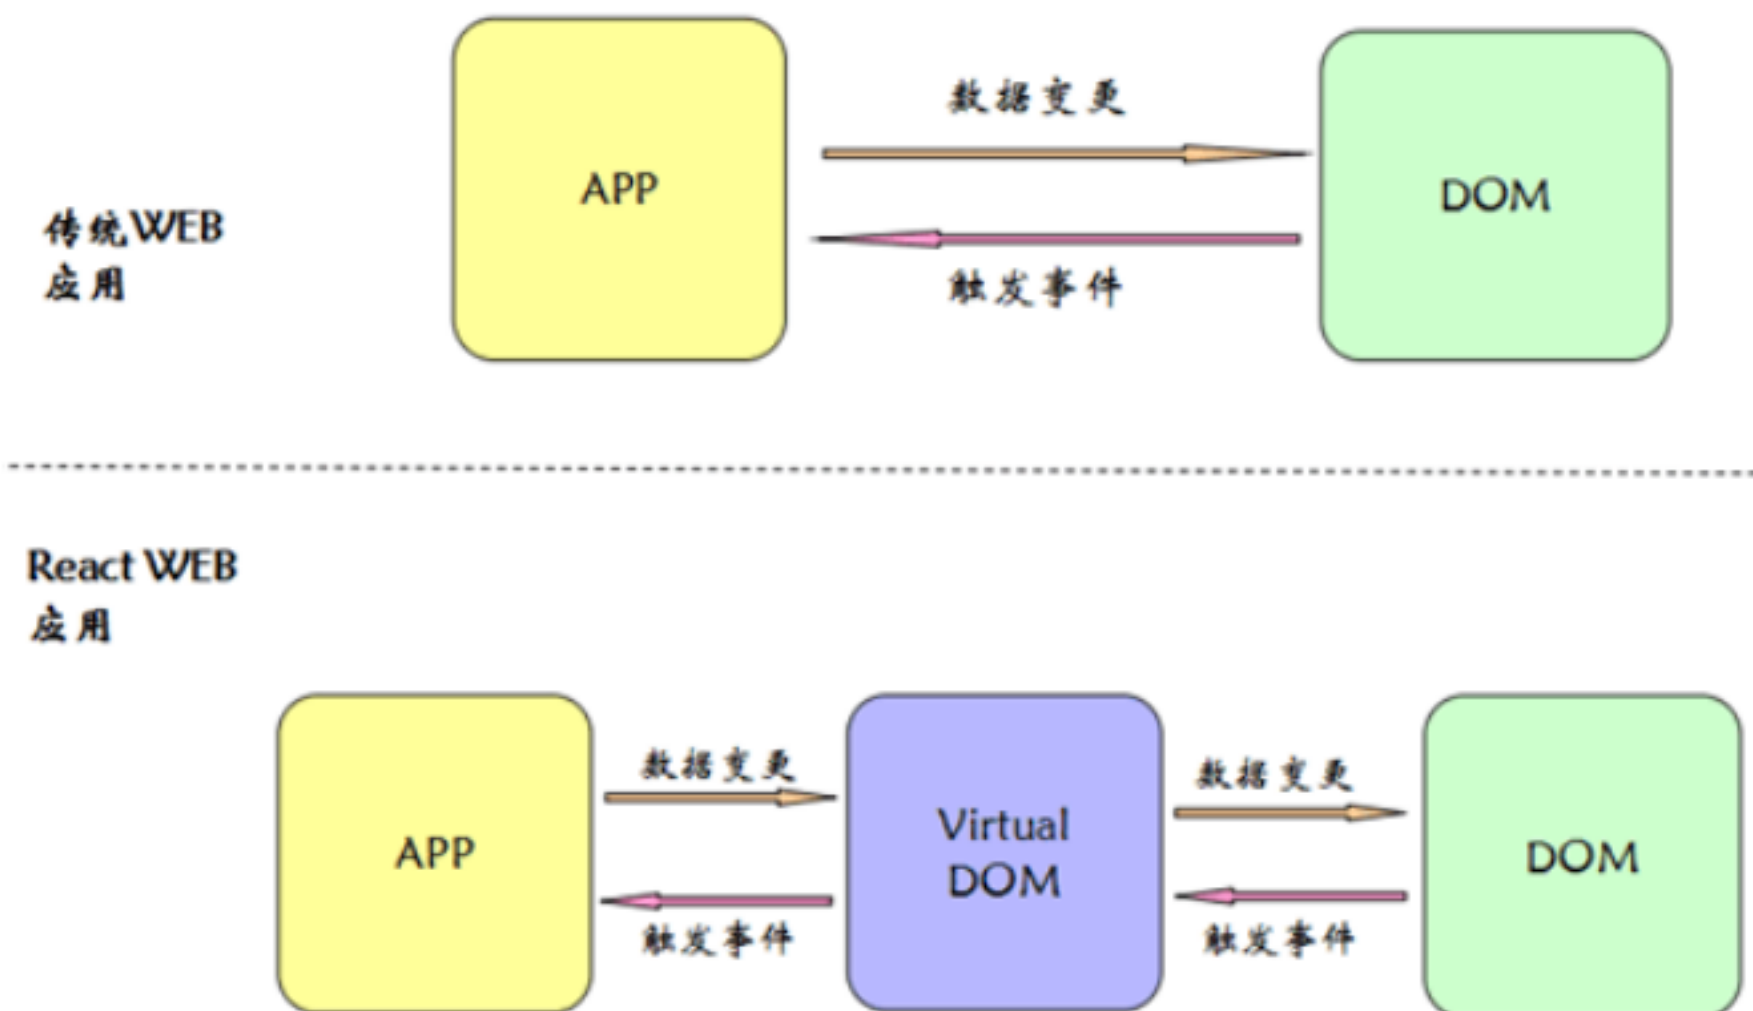 传统WEB
应用
APP
数据变更
触发事件
DOM
React WEB
应用
APP
数据变更
触发事件
Virtual
DOM
数据变更
触发事件
DOM